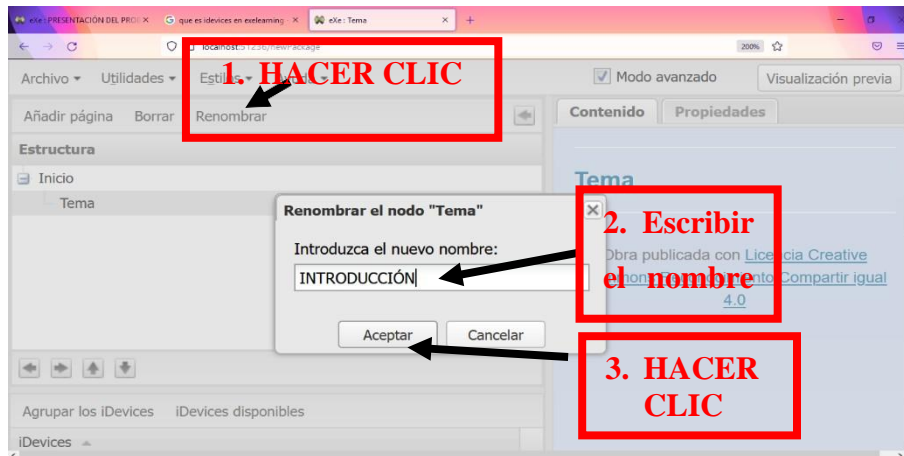 eXe : PRESENTACIÓN DEL PRO
que es idevices en exelearning -
eXe : Tema
localhost:51236/newPackage
200%
Archivo Utilidades Estilos
1. HACER CLIC
Modo avanzado
Visualización previa
Añadir página Borrar Renombrar
Contenido Propiedades
Estructura
Inicio
Tema
Tema
Renombrar el nodo "Tema"
Introduzca el nuevo nombre:
INTRODUCCIÓN
Aceptar Cancelar
2. Escribir
el nombre
Obra publicada con Licencia Creative
Compartir igual
4.0
3. HACER
CLIC
Agrupar los iDevices iDevices disponibles
iDevices